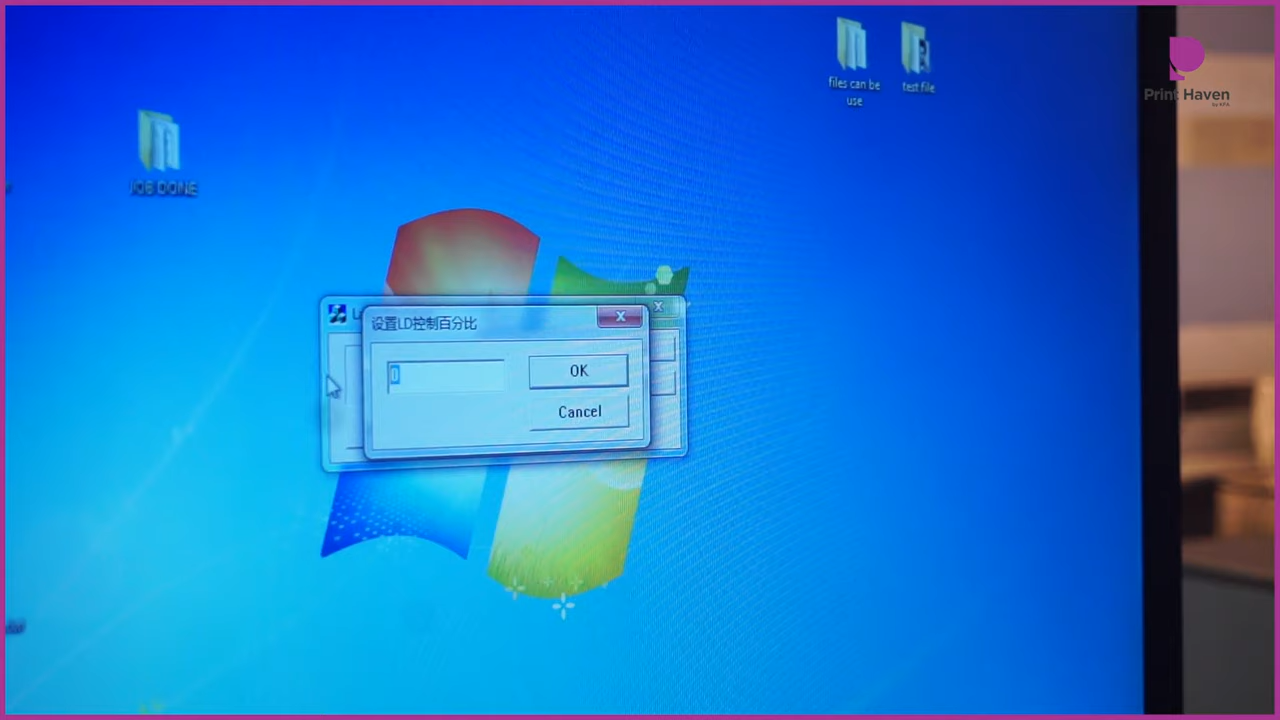 files can be
use
test file
Print Haven
JOB DONE
设置LD控制百分比
OK
Cancel